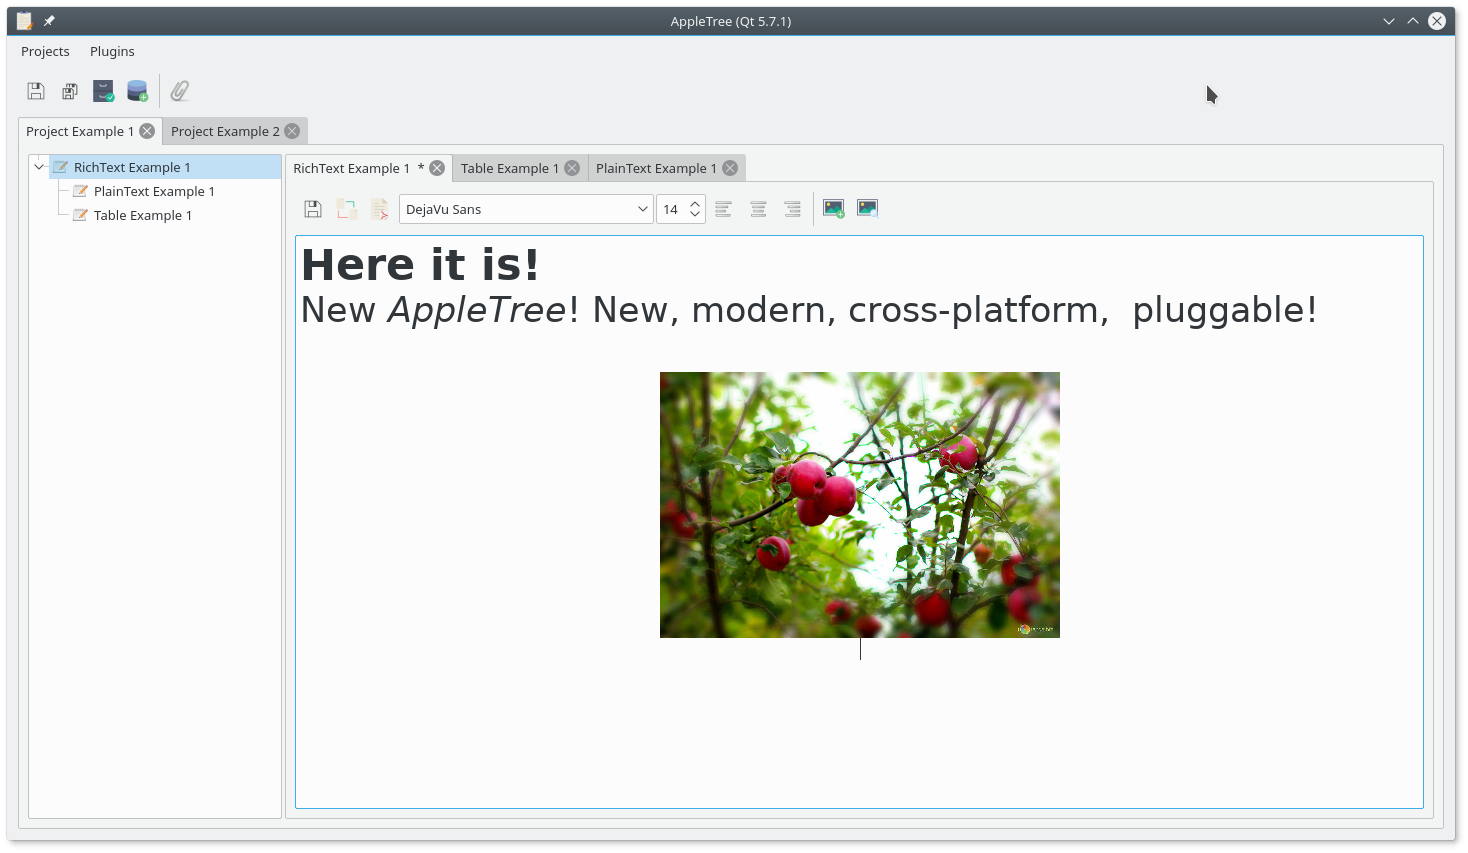 AppleTree (Qt 5.7.1)
Projects Plugins
Project Example 1 Project Example 2
RichText Example 1
PlainText Example 1
Table Example 1
RichText Example 1 * Table Example 1 PlainText Example 1
DejaVu Sans 14
Here it is!
New AppleTree! New, modern, cross-platform,  pluggable!